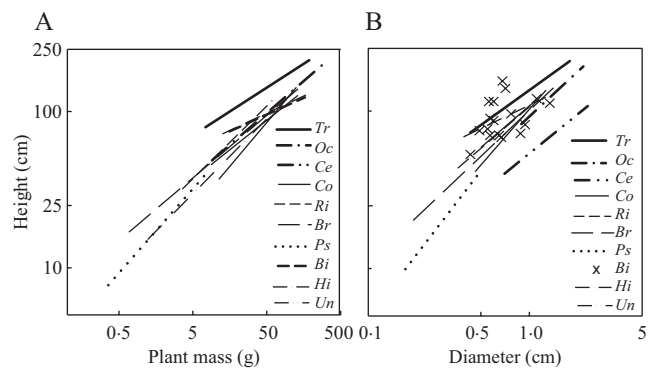 A
B
250
100
25
10
Height (cm)
Tr
Oc
Ce
Co
Ri
Br
Ps
Bi
Hi
Un
0·5
5
50
500
Plant mass (g)
Tr
Oc
Ce
Co
Ri
Br
Ps
x Bi
Hi
Un
0·1
0·5
1·0
Diameter (cm)